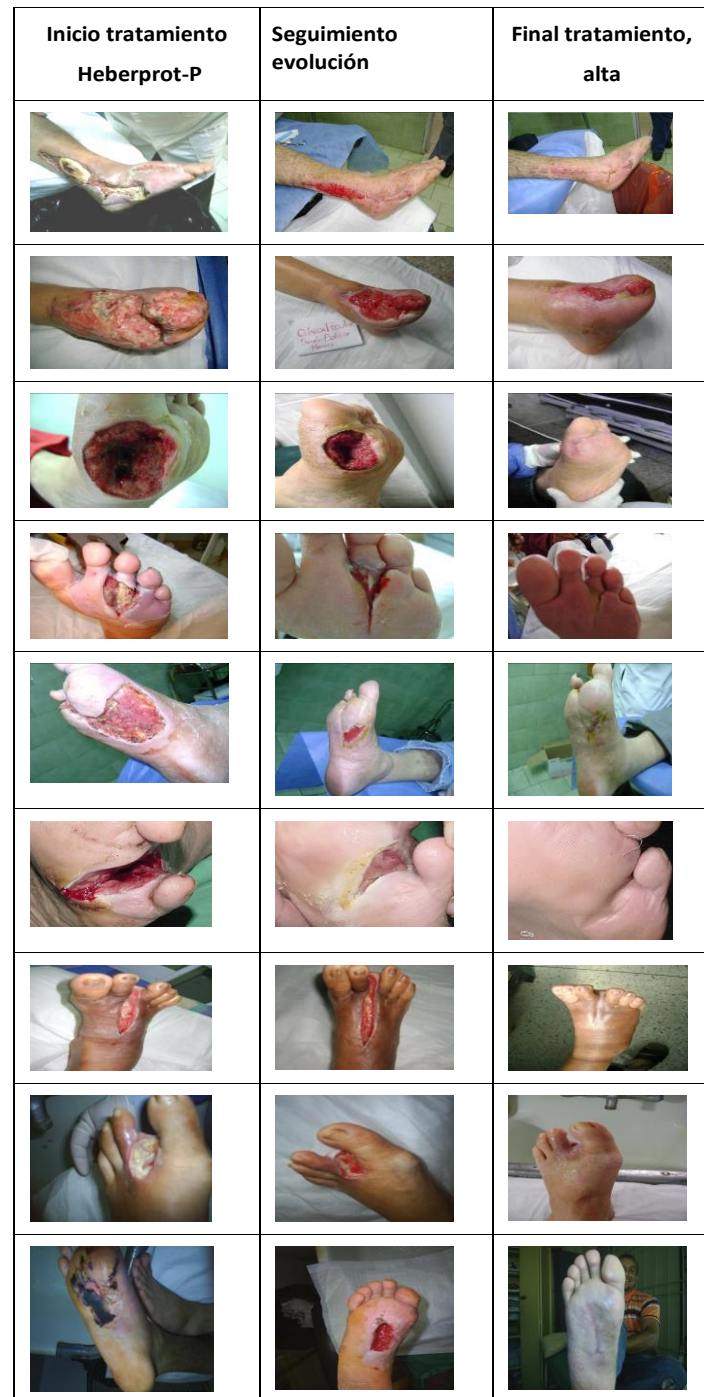 Inicio tratamiento
Heberprot-P
Seguimiento
evolución
Final tratamiento,
alta